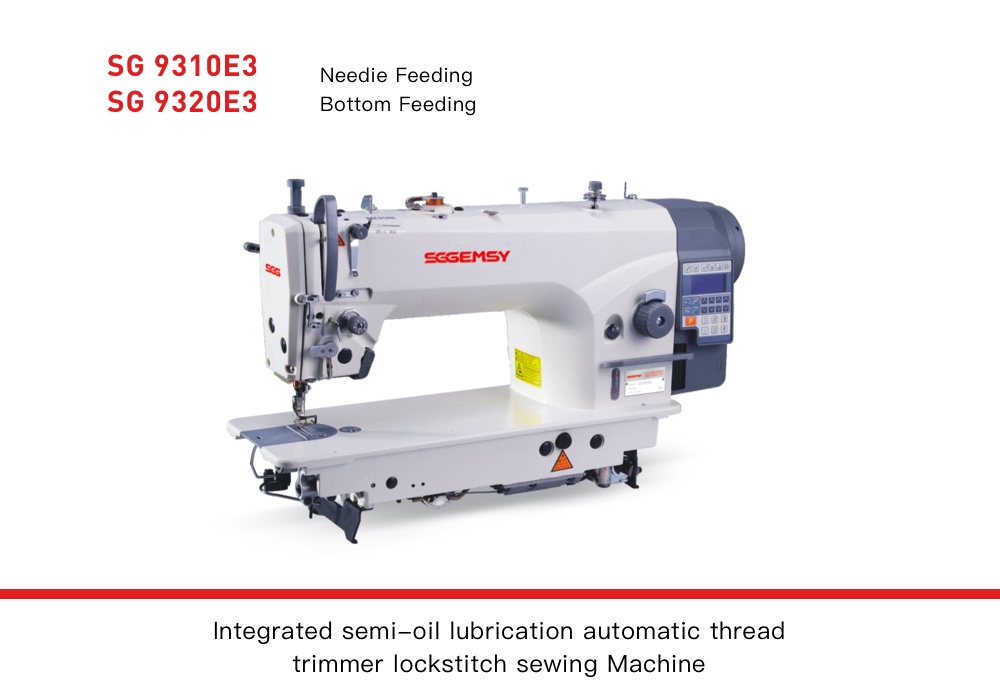 SG 9310E3
SG 9320E3
Needie Feeding
Bottom Feeding
SGGEMSY
SGG
Integrated semi-oil lubrication automatic thread
trimmer lockstitch sewing Machine